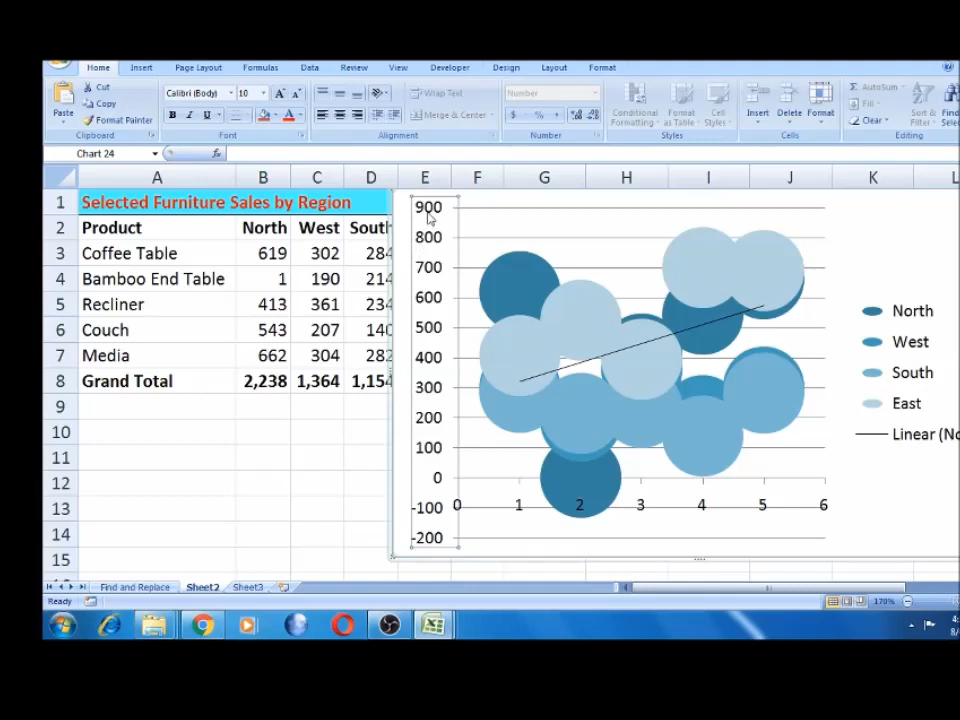 Home Insert Page Layout Formulas Data Review View Developer Design Layout Format
Cut
Copy
Format Painter
Paste
Clipboard
Calibri (Body) 10
B I U
Font
Wrap Text
Merge & Center
Alignment
Number
$ % ,
Number
Conditional Formatting
Format as Table
Cell Styles
Styles
Insert Delete Format
Cells
Σ AutoSum
Fill
Clear
Sort & Filter
Editing
Chart 24 fx
A B C D E F G H I J K L
1 Selected Furniture Sales by Region
2 Product North West South
3 Coffee Table 619 302 284
4 Bamboo End Table 1 190 214
5 Recliner 413 361 234
6 Couch 543 207 140
7 Media 662 304 282
8 Grand Total 2,238 1,364 1,154
9
10
11
12
13
14
15
900
800
700
600
500
400
300
200
100
0
-100
-200
0 1 2 3 4 5 6
North
West
South
East
Linear (No
Find and Replace Sheet2 Sheet3
Ready 170%